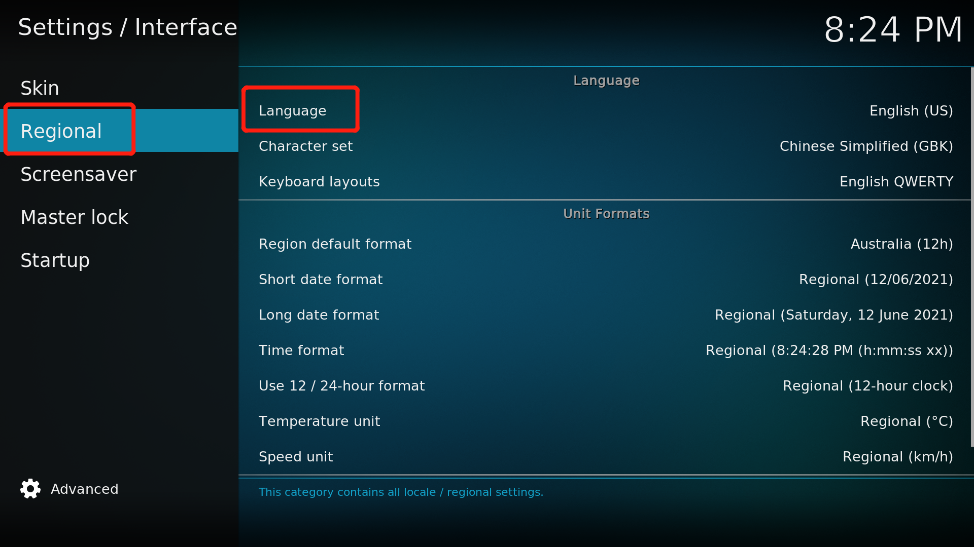 Settings / Interface
8:24 PM
Skin
Regional
Screensaver
Master lock
Startup
Advanced
Language
Language English (US)
Character set Chinese Simplified (GBK)
Keyboard layouts English QWERTY
Unit Formats
Region default format Australia (12h)
Short date format Regional (12/06/2021)
Long date format Regional (Saturday, 12 June 2021)
Time format Regional (8:24:28 PM (h:mm:ss xx))
Use 12 / 24-hour format Regional (12-hour clock)
Temperature unit Regional (°C)
Speed unit Regional (km/h)
This category contains all locale / regional settings.